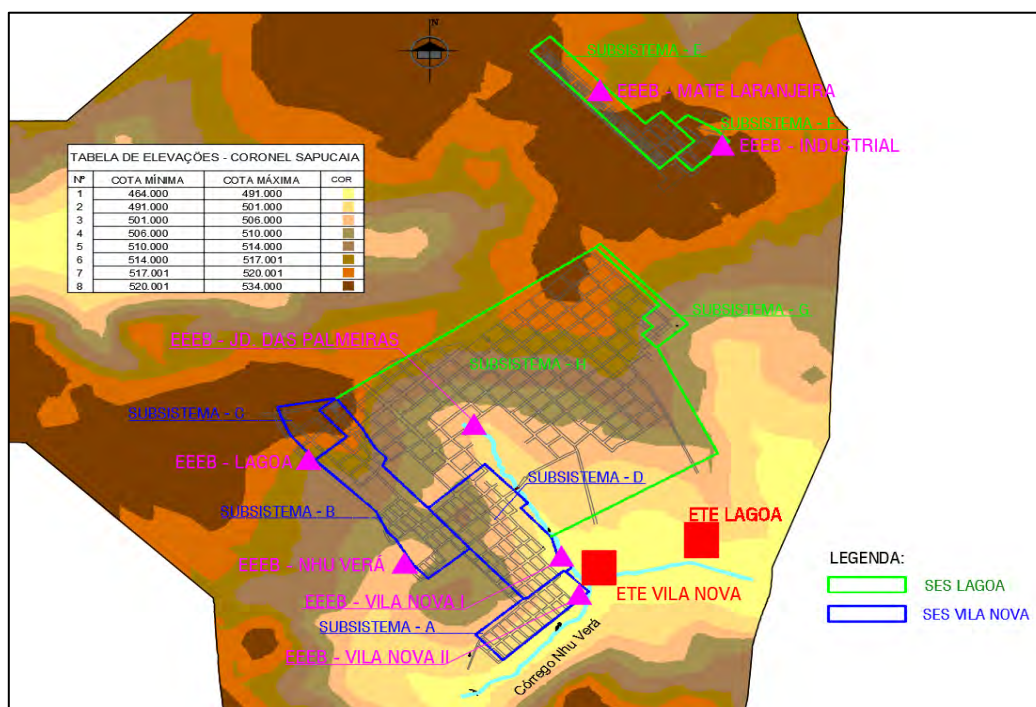 N
SUBSISTEMA - E
EEEB - MATE LARANJEIRA
SUBSISTEMA - F
EEEB - INDUSTRIAL
TABELA DE ELEVAÇÕES - CORONEL SAPUCAIA
Nº COTA MÍNIMA COTA MÁXIMA COR
1 464.000 491.000
2 491.000 501.000
3 501.000 506.000
4 506.000 510.000
5 510.000 514.000
6 514.000 517.001
7 517.001 520.001
8 520.001 534.000
SUBSISTEMA - G
EEEB - JD. DAS PALMEIRAS
SUBSISTEMA - H
SUBSISTEMA - C
EEEB - LAGOA
SUBSISTEMA - D
SUBSISTEMA - B
ETE LAGOA
EEEB - NHU VERÁ
LEGENDA:
SES LAGOA
ETE VILA NOVA
EEEB - VILA NOVA I
SES VILA NOVA
SUBSISTEMA - A
EEEB - VILA NOVA II
Córrego Nhu Verá